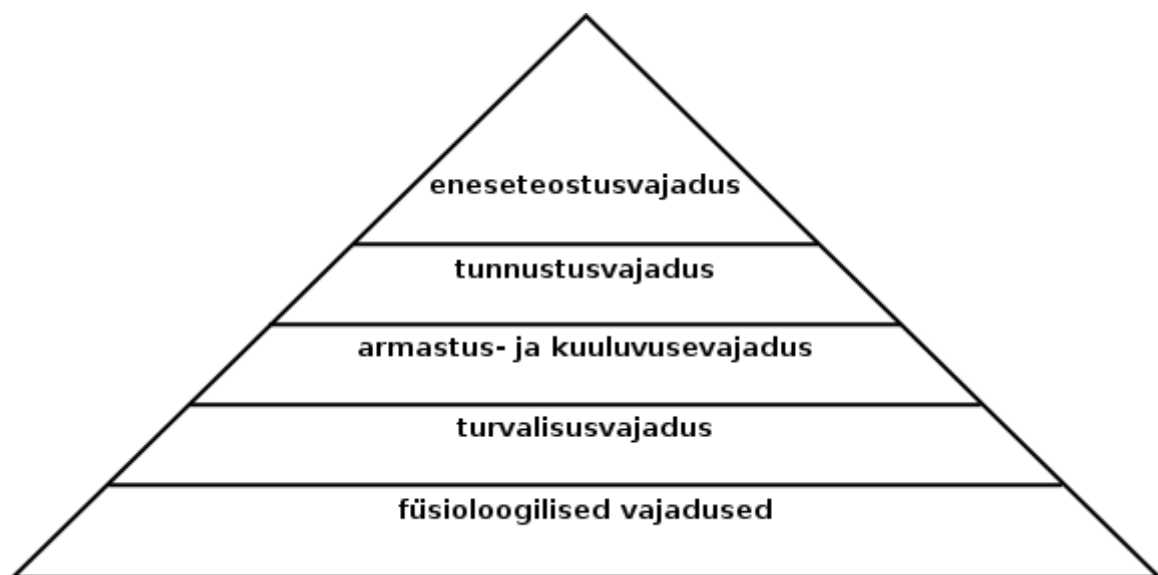 eneseteostusvajadus
tunnustusvajadus
armastus- ja kuuluvusevajadus
turvalisusvajadus
füsioloogilised vajadused